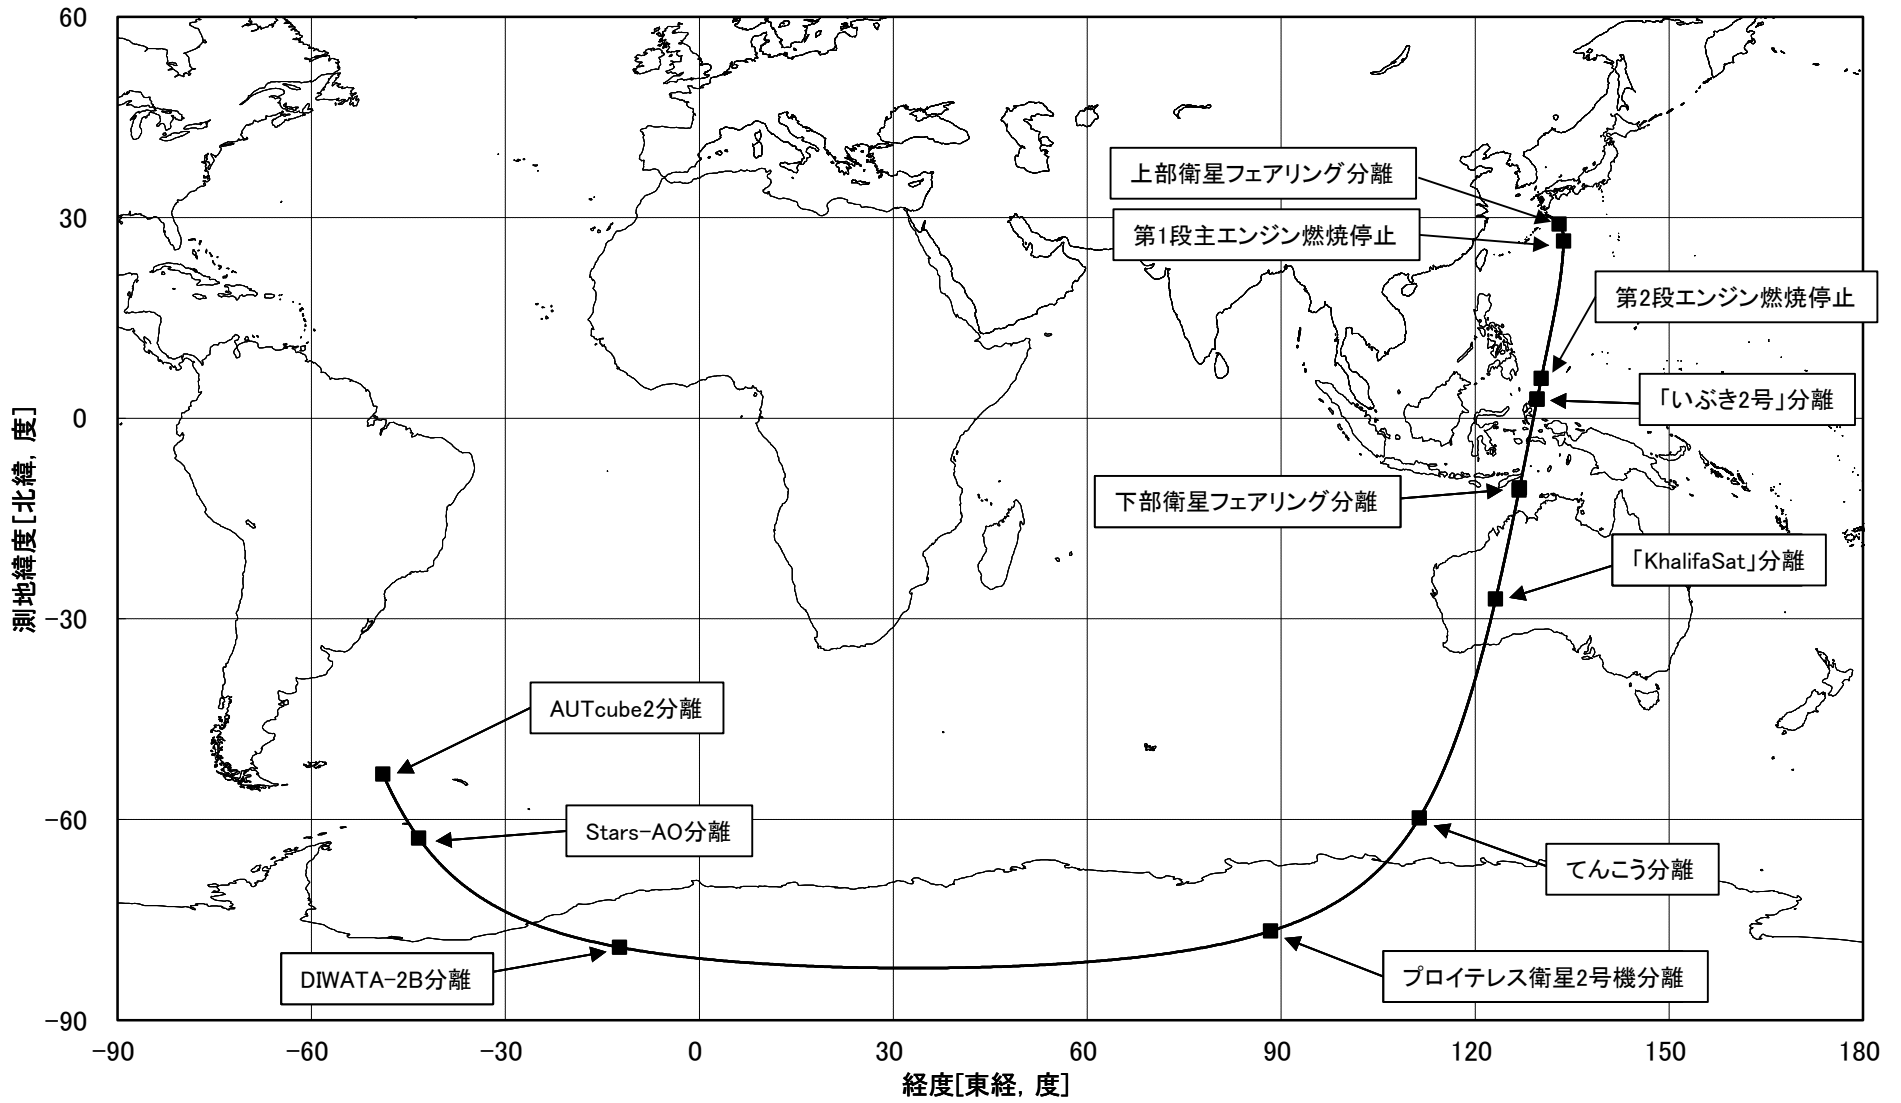 60
30
0
-30
-60
-90
測地緯度[北緯, 度]
上部衛星フェアリング分離
第1段主エンジン燃焼停止
第2段エンジン燃焼停止
「いぶき2号」分離
下部衛星フェアリング分離
「KhalifaSat」分離
AUTcube2分離
Stars-AO分離
てんこう分離
DIWATA-2B分離
プロイテレス衛星2号機分離
-90 -60 -30 0 30 60 90 120 150 180
経度[東経, 度]